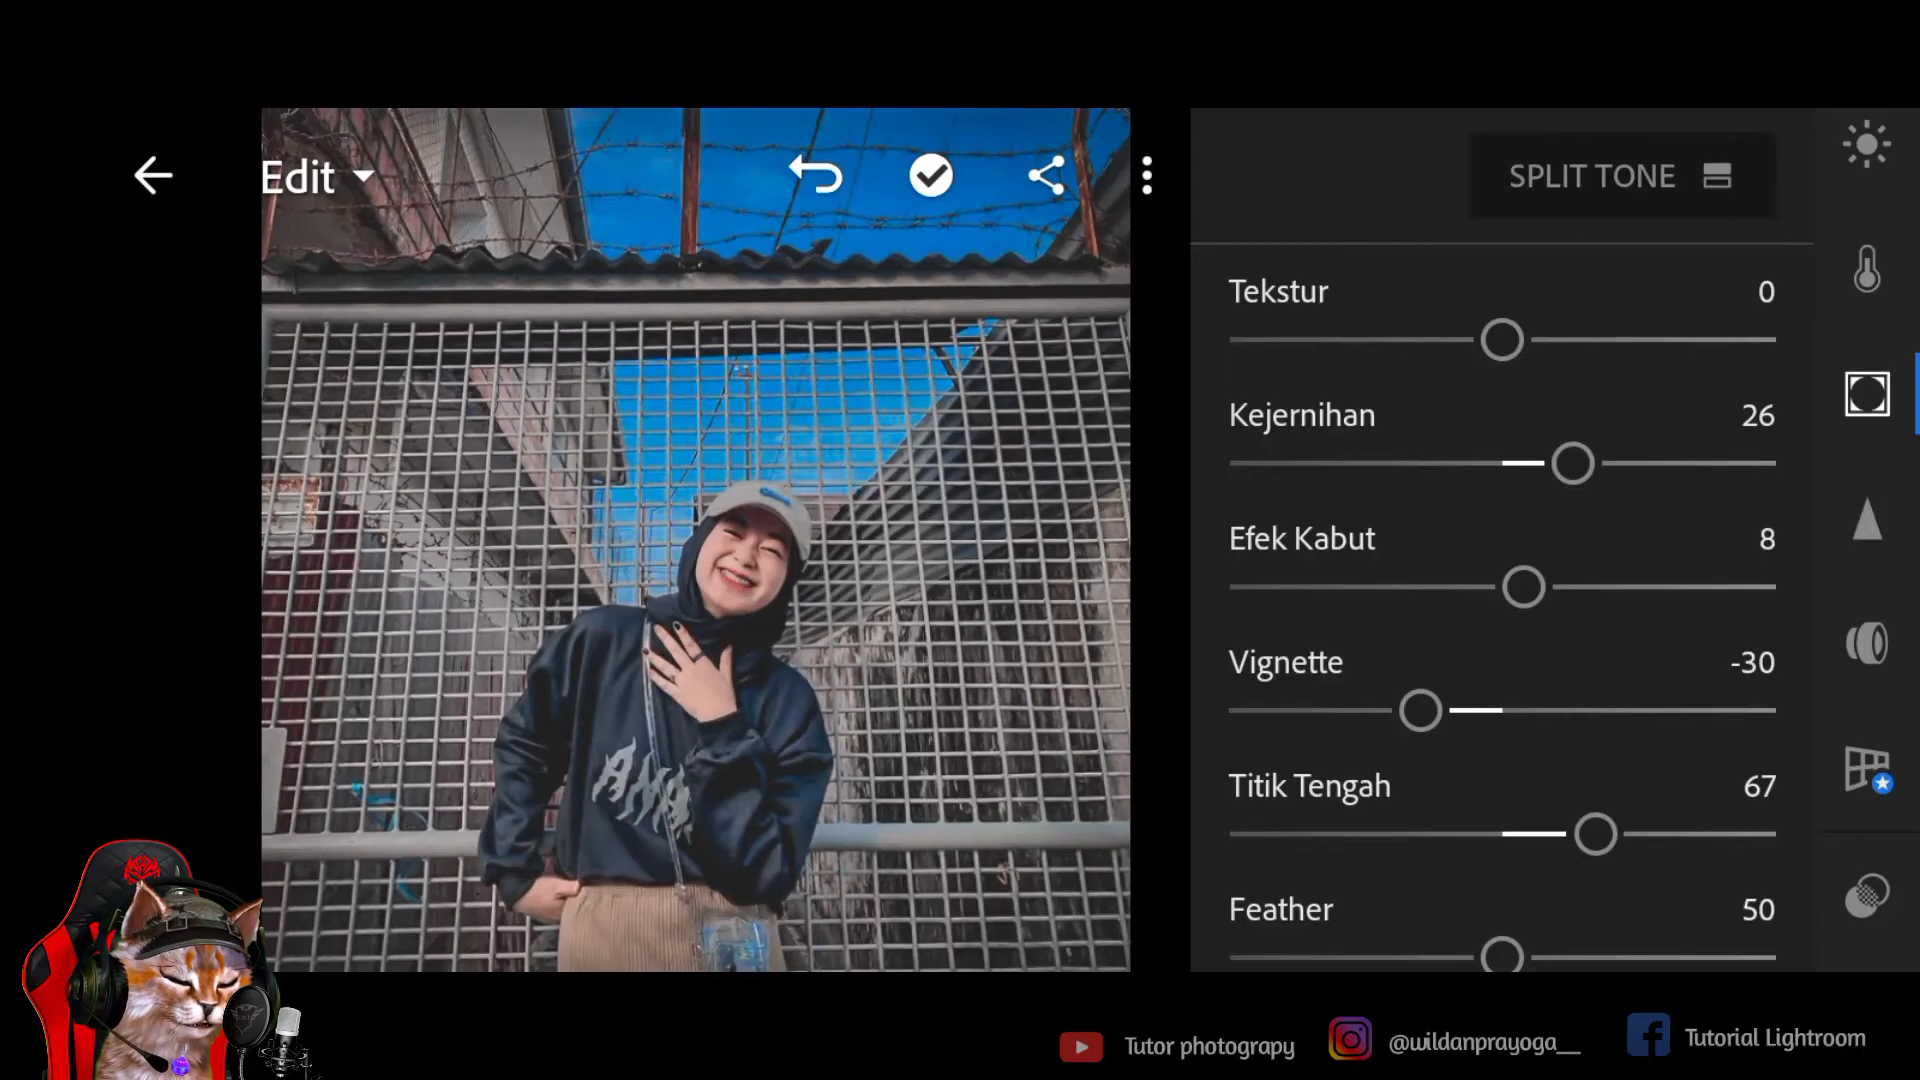 Edit
SPLIT TONE
Tekstur 0
Kejernihan 26
Efek Kabut 8
Vignette -30
Titik Tengah 67
Feather 50
Tutor photograpy
@wildanprayoga__
Tutorial Lightroom